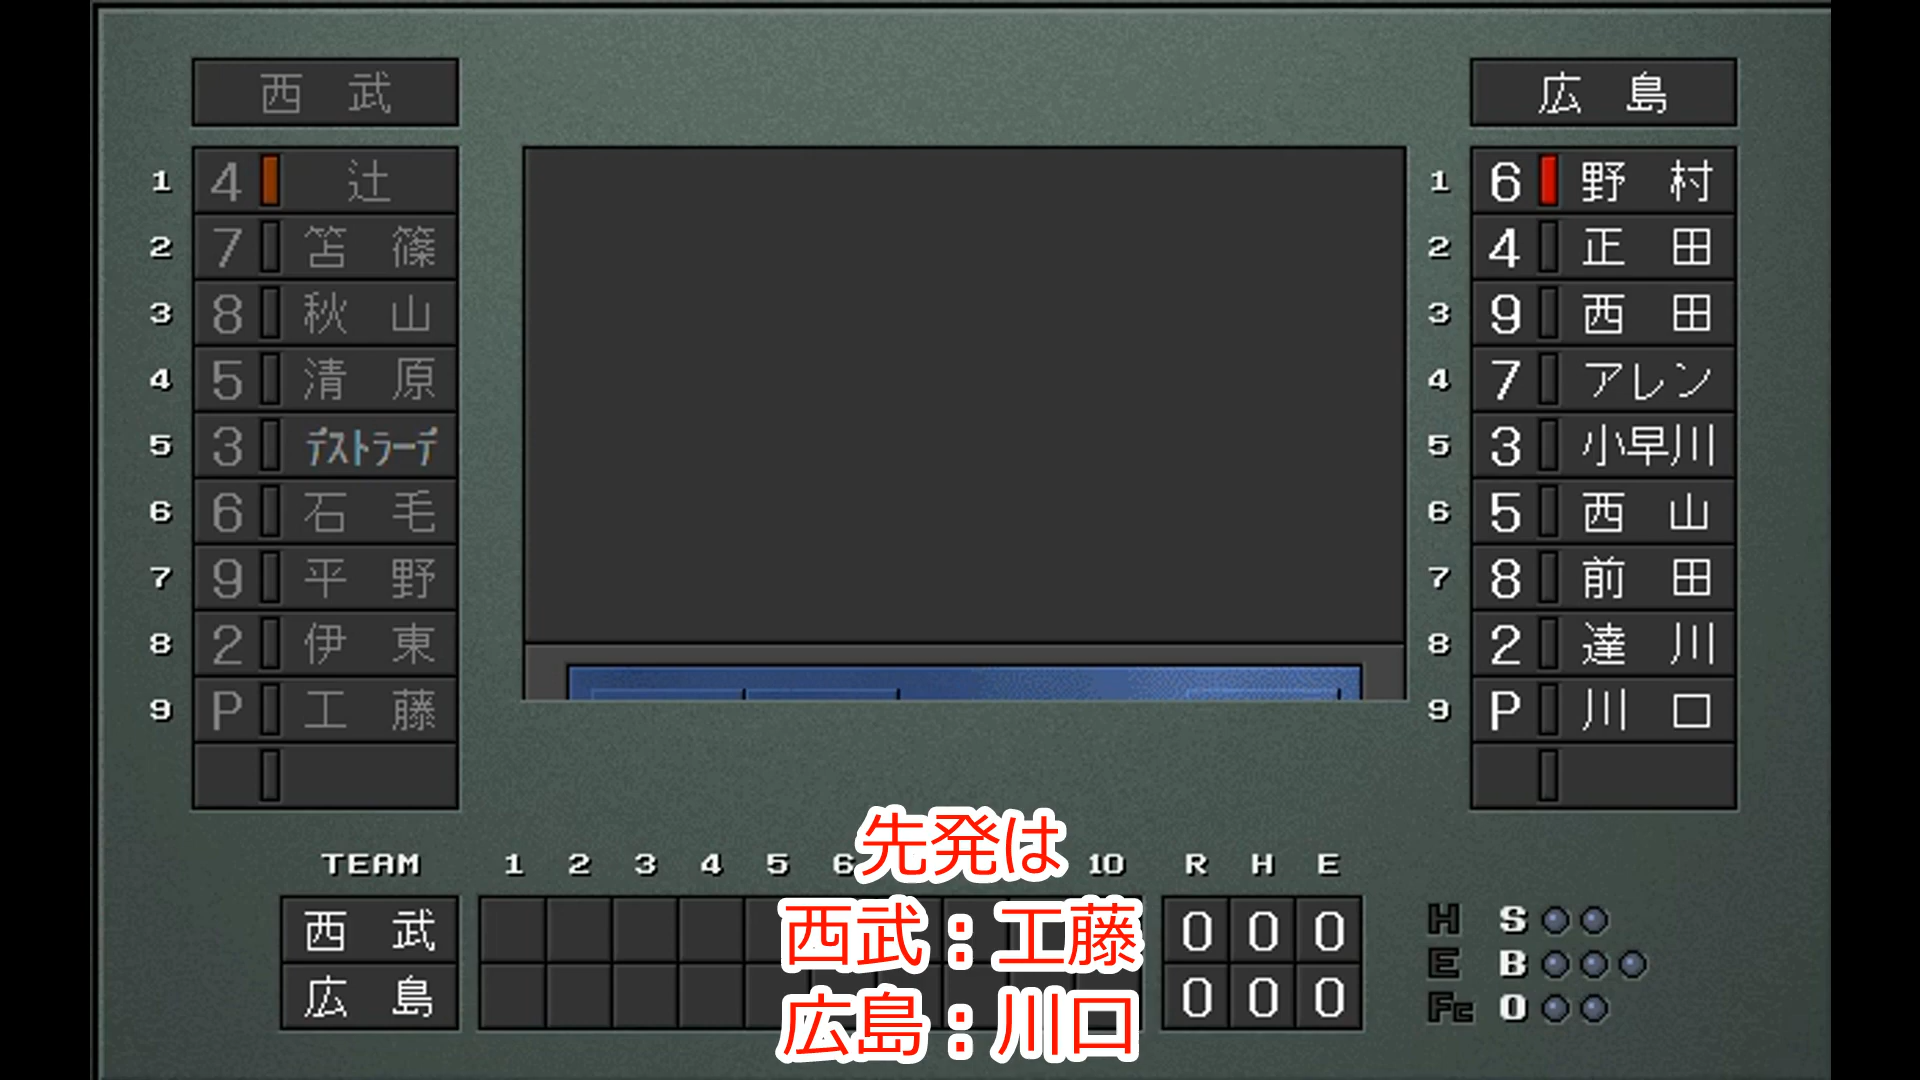 西 武
広 島
1 4 辻
2 7 笘 篠
3 8 秋 山
4 5 清 原
5 3 デストラーデ
6 6 石 毛
7 9 平 野
8 2 伊 東
9 P 工 藤
1 6 野 村
2 4 正 田
3 9 西 田
4 7 アレン
5 3 小早川
6 5 西 山
7 8 前 田
8 2 達 川
9 P 川 口
先発は
西武：工藤
広島：川口
TEAM 1 2 3 4 5 6 10 R H E
西 武 0 0 0
広 島 0 0 0
H S
E B
Fc O